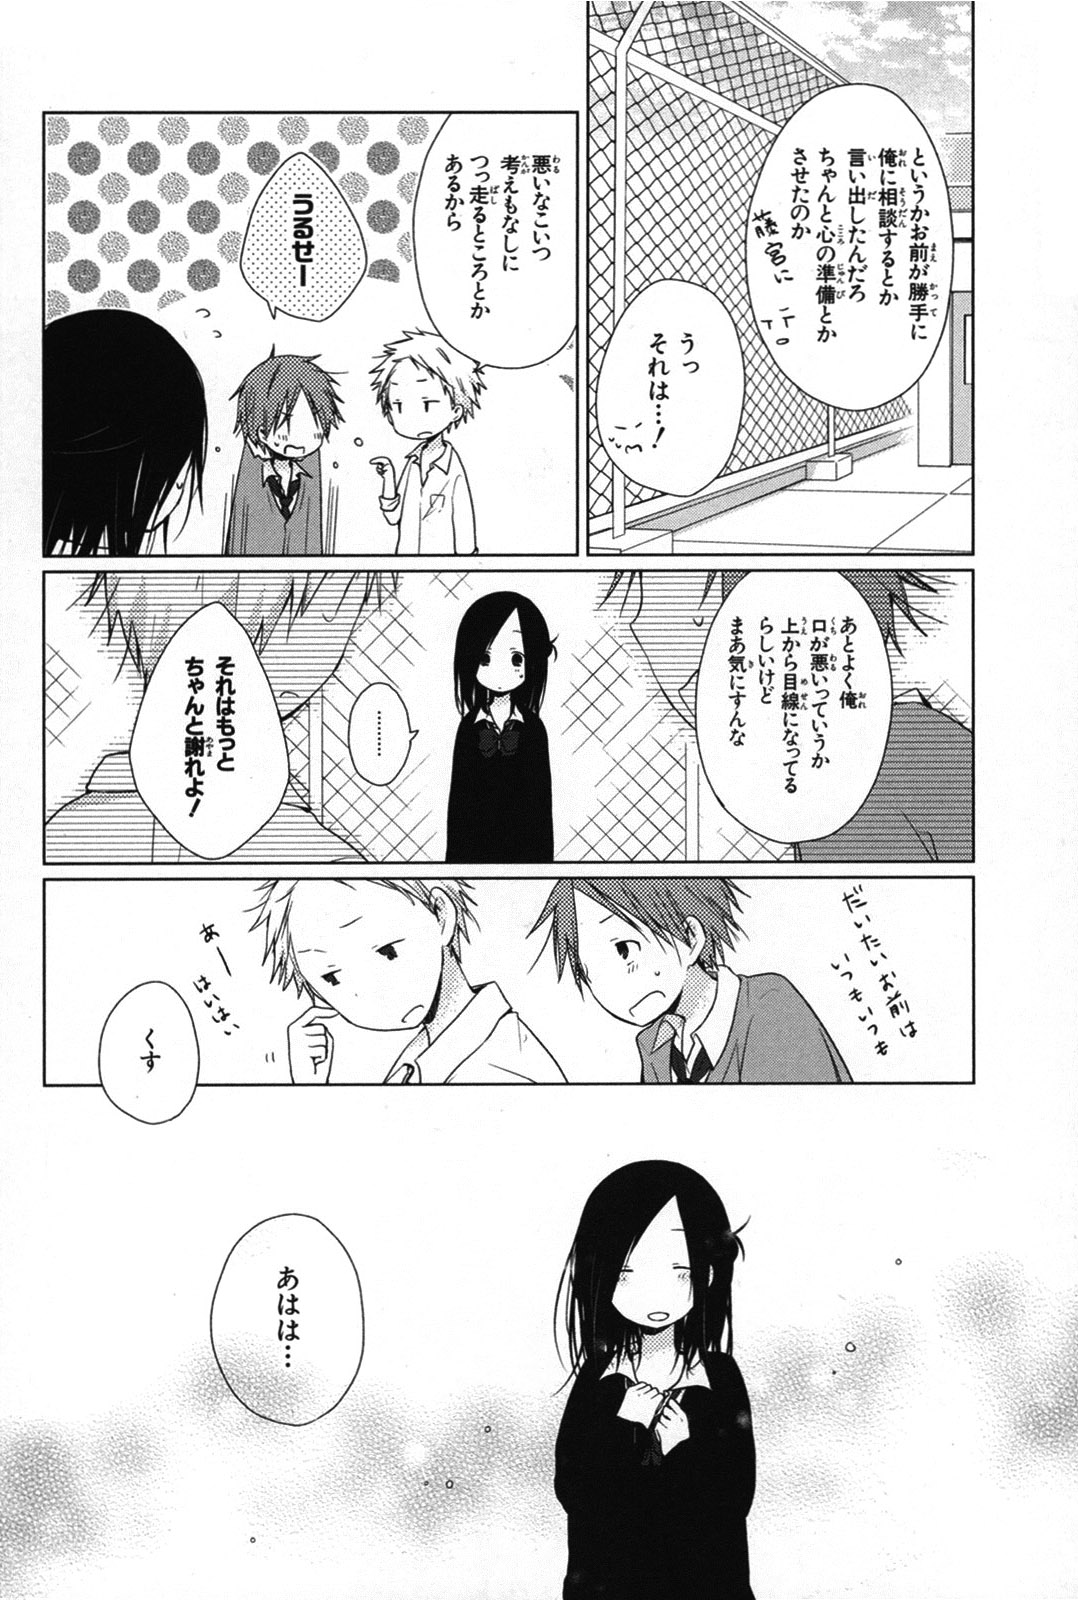 というかお前が勝手に
俺に相談するとか
言い出したんだろ
ちゃんと心の準備とか
させたのか
藤宮に
うっ
それは…!
悪いなこいつ
考えもなしに
つっ走るところとか
あるから
うるせー
あとよく俺
口が悪いっていうか
上から目線になってる
らしいけど
まあ気にすんな
………
それはもっと
ちゃんと謝れよ!
だいたいお前は
いつもいつも
あー
はいはい
くす
あはは…